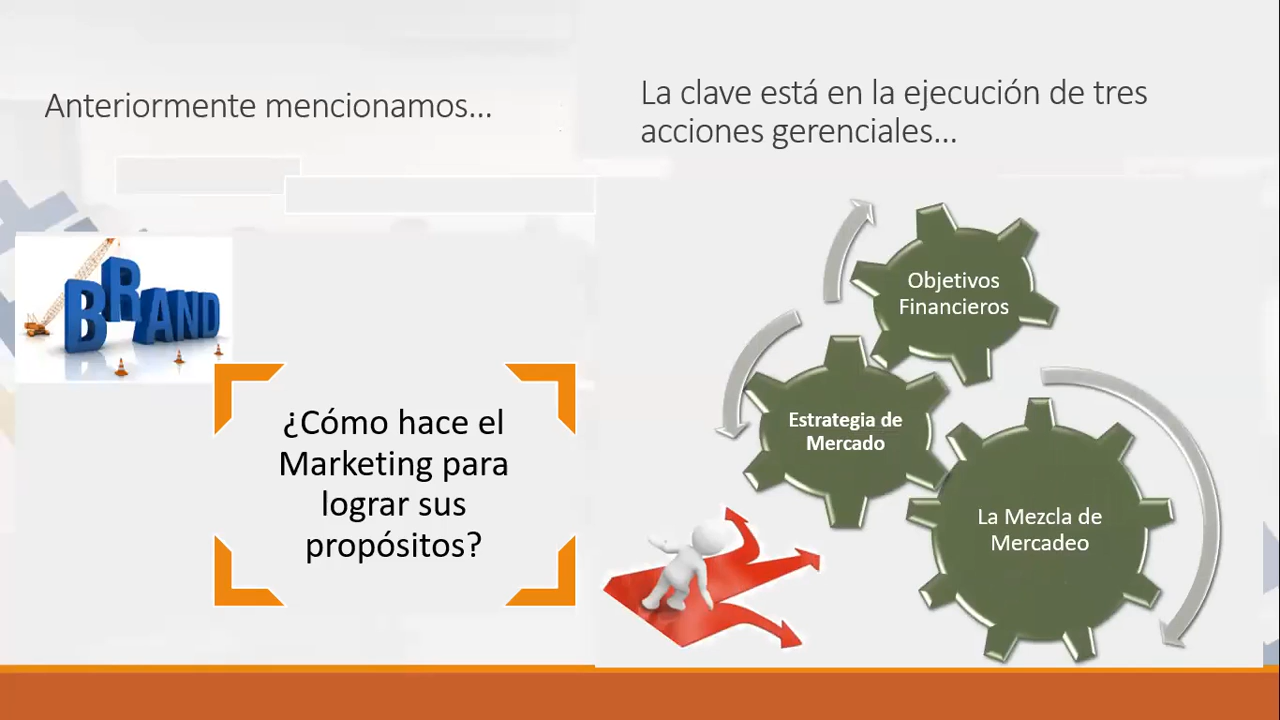 Anteriormente mencionamos...
BRAND
¿Cómo hace el
Marketing para
lograr sus
propósitos?
La clave está en la ejecución de tres
acciones gerenciales...
Objetivos
Financieros
Estrategia de
Mercado
La Mezcla de
Mercadeo